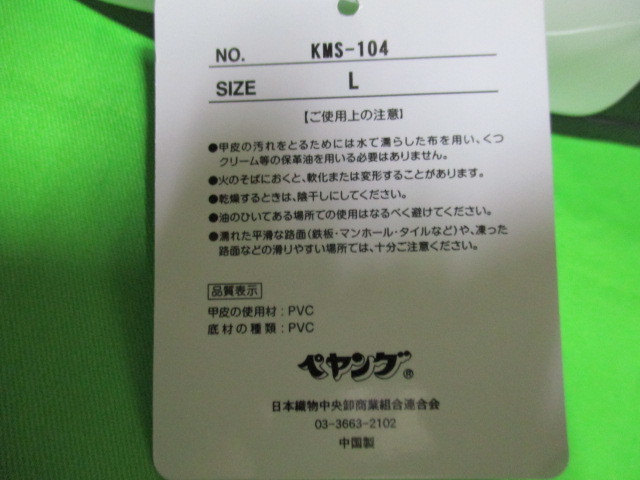 NO. KMS-104
SIZE L
【ご使用上の注意】
●甲皮の汚れをとるためには水で濡らした布を用い、くつ
クリーム等の保革油を用いる必要はありません。
●火のそばにおくと、軟化または変形することがあります。
●乾燥するときは、陰干しにしてください。
●油のひいてある場所での使用はなるべく避けてください。
●濡れた平滑な路面(鉄板・マンホール・タイルなど)や、凍った
路面などの滑りやすい場所では、十分ご注意ください。
品質表示
甲皮の使用材:PVC
底材の種類:PVC
ペヤング®
日本織物中央卸商業組合連合会
03-3663-2102
中国製